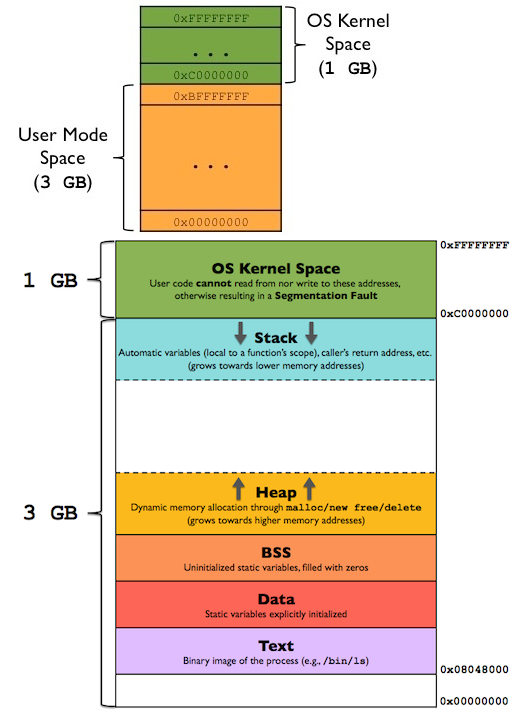 0xFFFFFFFF
...
0xC0000000
0xBFFFFFFF
...
0x00000000
OS Kernel
Space
(1 GB)
User Mode
Space
(3 GB)
0xFFFFFFFF
1 GB
OS Kernel Space
User code cannot read from nor write to these addresses,
otherwise resulting in a Segmentation Fault
0xC0000000
Stack
Automatic variables (local to a function's scope), caller's return address, etc.
(grows towards lower memory addresses)
3 GB
Heap
Dynamic memory allocation through malloc/new free/delete
(grows towards higher memory addresses)
BSS
Uninitialized static variables, filled with zeros
Data
Static variables explicitly initialized
Text
Binary image of the process (e.g., /bin/ls)
0x08048000
0x00000000